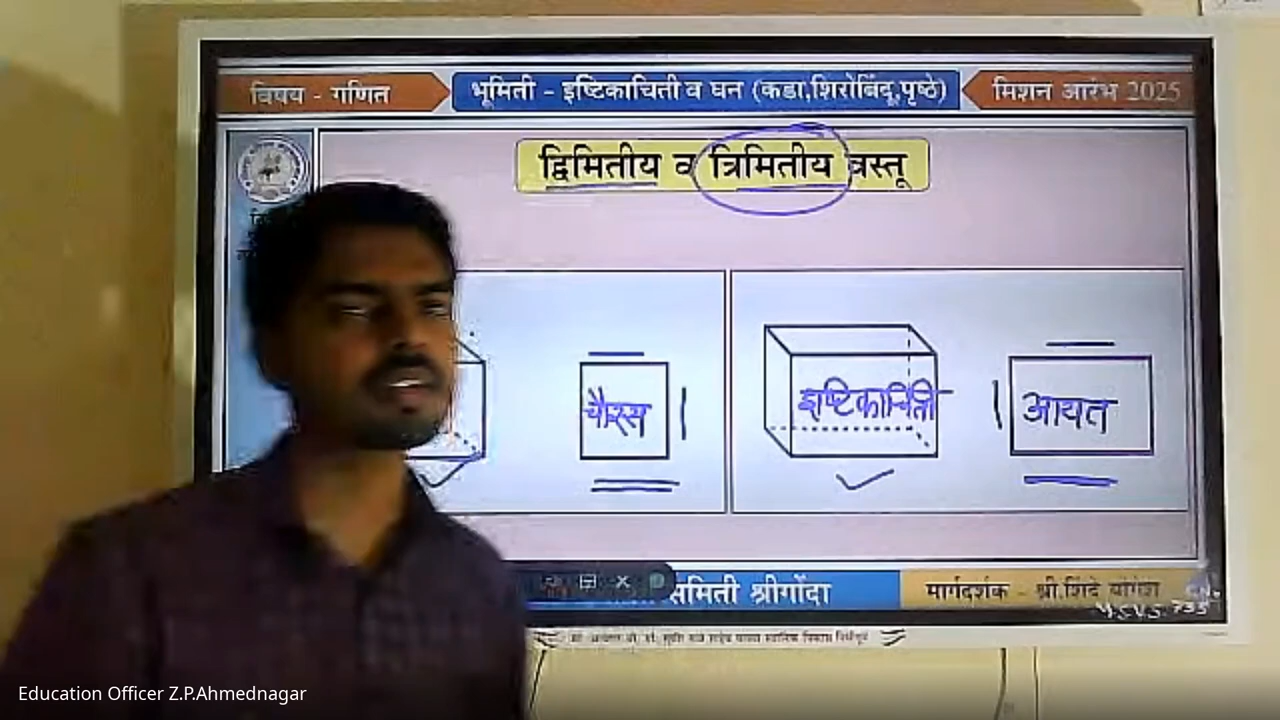 विषय - गणित
भूमिती - इष्टिकाचिती व घन (कडा,शिरोबिंदू,पृष्ठे)
मिशन आरंभ 2025
द्विमितीय व त्रिमितीय वस्तू
चौरस
इष्टिकाचिती
आयत
समिती श्रीगोंदा
मार्गदर्शक - श्री.शिंदे योगेश
Education Officer Z.P.Ahmednagar